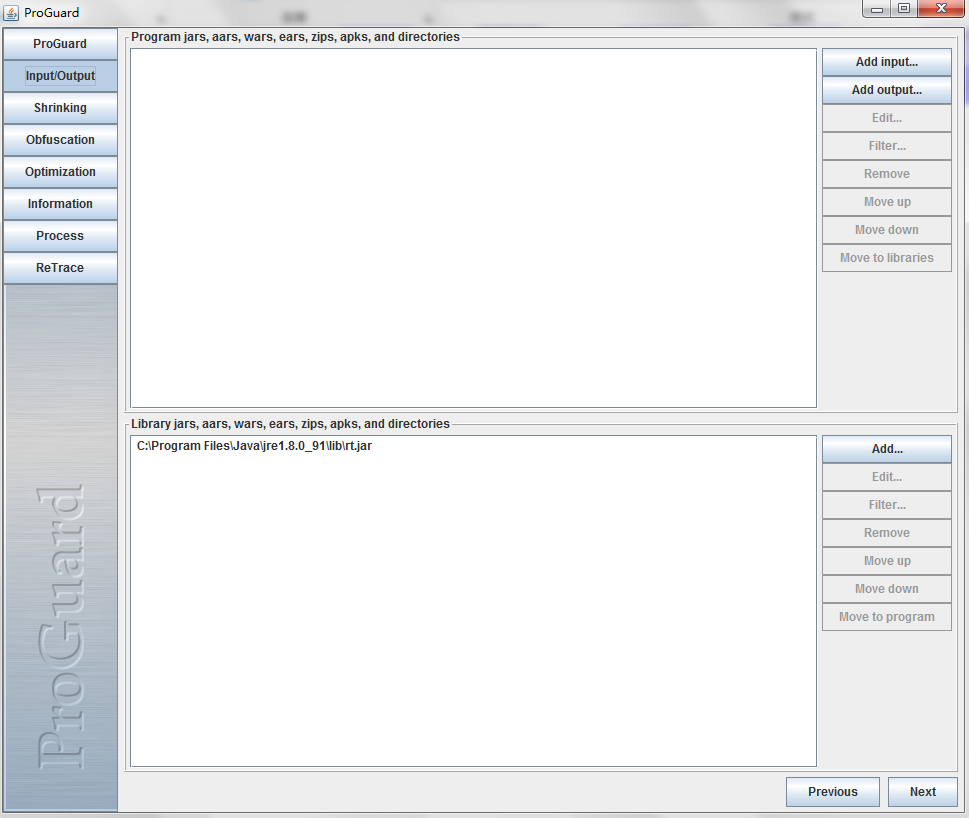 ProGuard
ProGuard
Input/Output
Shrinking
Obfuscation
Optimization
Information
Process
ReTrace
ProGuard
Program jars, aars, wars, ears, zips, apks, and directories
Add input...
Add output...
Edit...
Filter...
Remove
Move up
Move down
Move to libraries
Library jars, aars, wars, ears, zips, apks, and directories
C:\Program Files\Java\jre1.8.0_91\lib\rt.jar
Add...
Edit...
Filter...
Remove
Move up
Move down
Move to program
Previous
Next